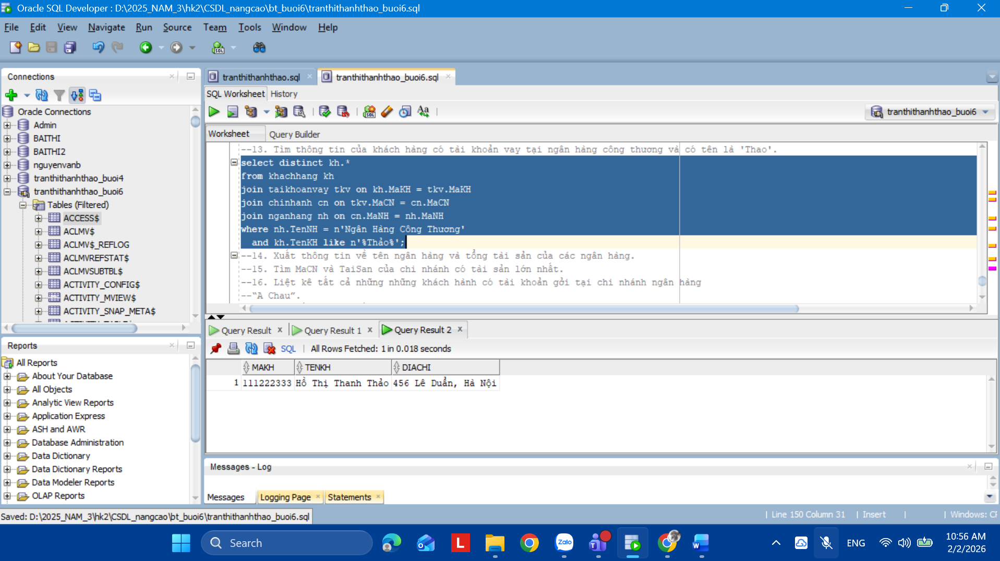 Oracle SQL Developer : D:\2025_NAM_3\hk2\CSDL_nangcao\bt_buoi6\tranthithanhthao_buoi6.sql
File Edit View Navigate Run Source Team Tools Window Help
Connections
Oracle Connections
Admin
BAITHI
BAITHI2
nguyenvanb
tranthithanhthao_buoi4
tranthithanhthao_buoi6
Tables (Filtered)
ACCESS$
ACLMV$
ACLMV$_REFLOG
ACLMVREFSTAT$
ACLMVSUBTBL$
ACTIVITY_CONFIG$
ACTIVITY_MVIEW$
ACTIVITY_SNAP_META$
Reports
All Reports
About Your Database
All Objects
Analytic View Reports
Application Express
ASH and AWR
Database Administration
Data Dictionary
Data Dictionary Reports
Data Modeler Reports
OLAP Reports
tranthithanhthao.sql tranthithanhthao_buoi6.sql
SQL Worksheet History
tranthithanhthao_buoi6
Worksheet Query Builder
--13. Tìm thông tin của khách hàng có tài khoản vay tại ngân hàng công thương và có tên là 'Thao'.
select distinct kh.*
from khachhang kh
join taikhoanvay tkv on kh.MaKH = tkv.MaKH
join chinhanh cn on tkv.MaCN = cn.MaCN
join nganhang nh on cn.MaNH = nh.MaNH
where nh.TenNH = n'Ngân Hàng Công Thương'
and kh.TenKH like n'%Thảo%';
--14. Xuất thông tin về tên ngân hàng và tổng tài sản của các ngân hàng.
--15. Tìm MaCN và TaiSan của chi nhánh có tài sản lớn nhất.
--16. Liệt kê tất cả những những khách hành có tài khoản gởi tại chi nhánh ngân hàng
--“A Chau”.
Query Result Query Result 1 Query Result 2
SQL All Rows Fetched: 1 in 0.018 seconds
MAKH TENKH DIACHI
1 111222333 Hồ Thị Thanh Thảo 456 Lê Duẩn, Hà Nội
Messages - Log
Messages Logging Page Statements
Saved: D:\2025_NAM_3\hk2\CSDL_nangcao\bt_buoi6\tranthithanhthao_buoi6.sql
Line 150 Column 31 Insert Windows:
Search
L
Zalo
ENG
10:56 AM
2/2/2026